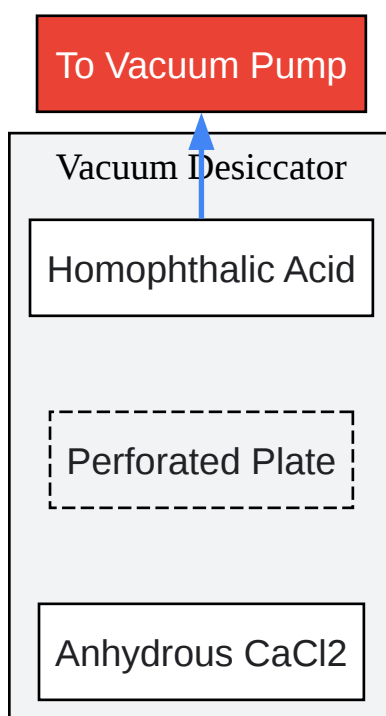 To Vacuum Pump
Vacuum Desiccator
Homophthalic Acid
Perforated Plate
Anhydrous CaCl2